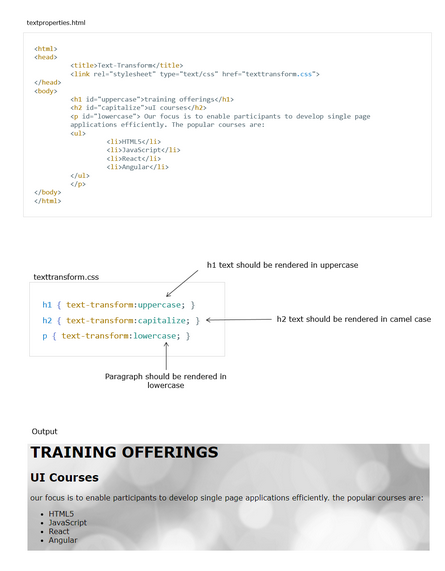 textproperties.html
<html>
<head>
<title>Text-Transform</title>
<link rel="stylesheet" type="text/css" href="texttransform.css">
</head>
<body>
<h1 id="uppercase">training offerings</h1>
<h2 id="capitalize">uI courses</h2>
<p id="lowercase"> Our focus is to enable participants to develop single page
applications efficiently. The popular courses are:
<ul>
<li>HTML5</li>
<li>JavaScript</li>
<li>React</li>
<li>Angular</li>
</ul>
</p>
</body>
</html>
h1 text should be rendered in uppercase
texttransform.css
h1 { text-transform:uppercase; }
h2 { text-transform:capitalize; }
h2 text should be rendered in camel case
p { text-transform:lowercase; }
Paragraph should be rendered in
lowercase
Output
TRAINING OFFERINGS
UI Courses
our focus is to enable participants to develop single page applications efficiently. the popular courses are:
• HTML5
• JavaScript
• React
• Angular